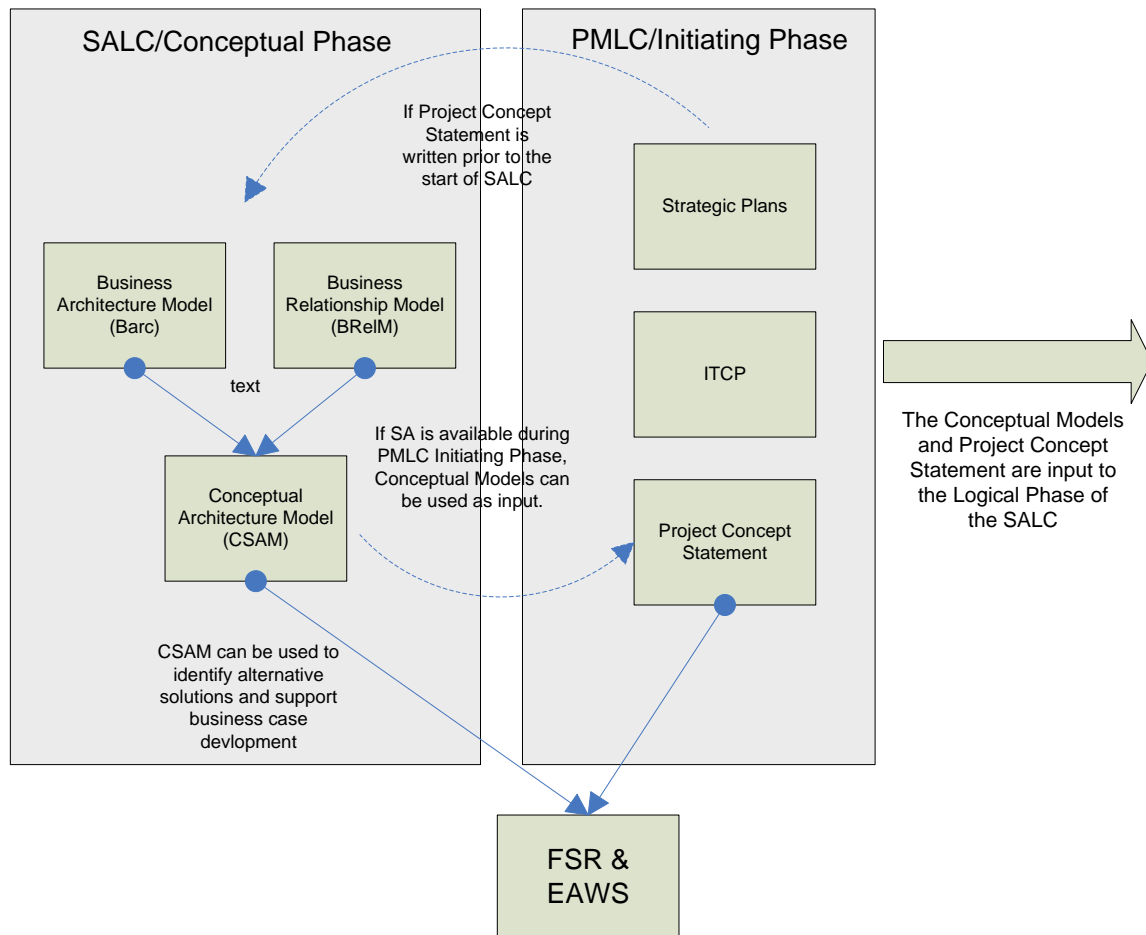 SALC/Conceptual Phase
PMLC/Initiating Phase
If Project Concept
Statement is
written prior to the
start of SALC
Strategic Plans
Business
Architecture Model
(Barc)
Business
Relationship Model
(BRelM)
text
ITCP
The Conceptual Models
and Project Concept
Statement are input to
the Logical Phase of
the SALC
If SA is available during
PMLC Initiating Phase,
Conceptual Models can
be used as input.
Conceptual
Architecture Model
(CSAM)
Project Concept
Statement
CSAM can be used to
identify alternative
solutions and support
business case
devlopment
FSR &
EAWS